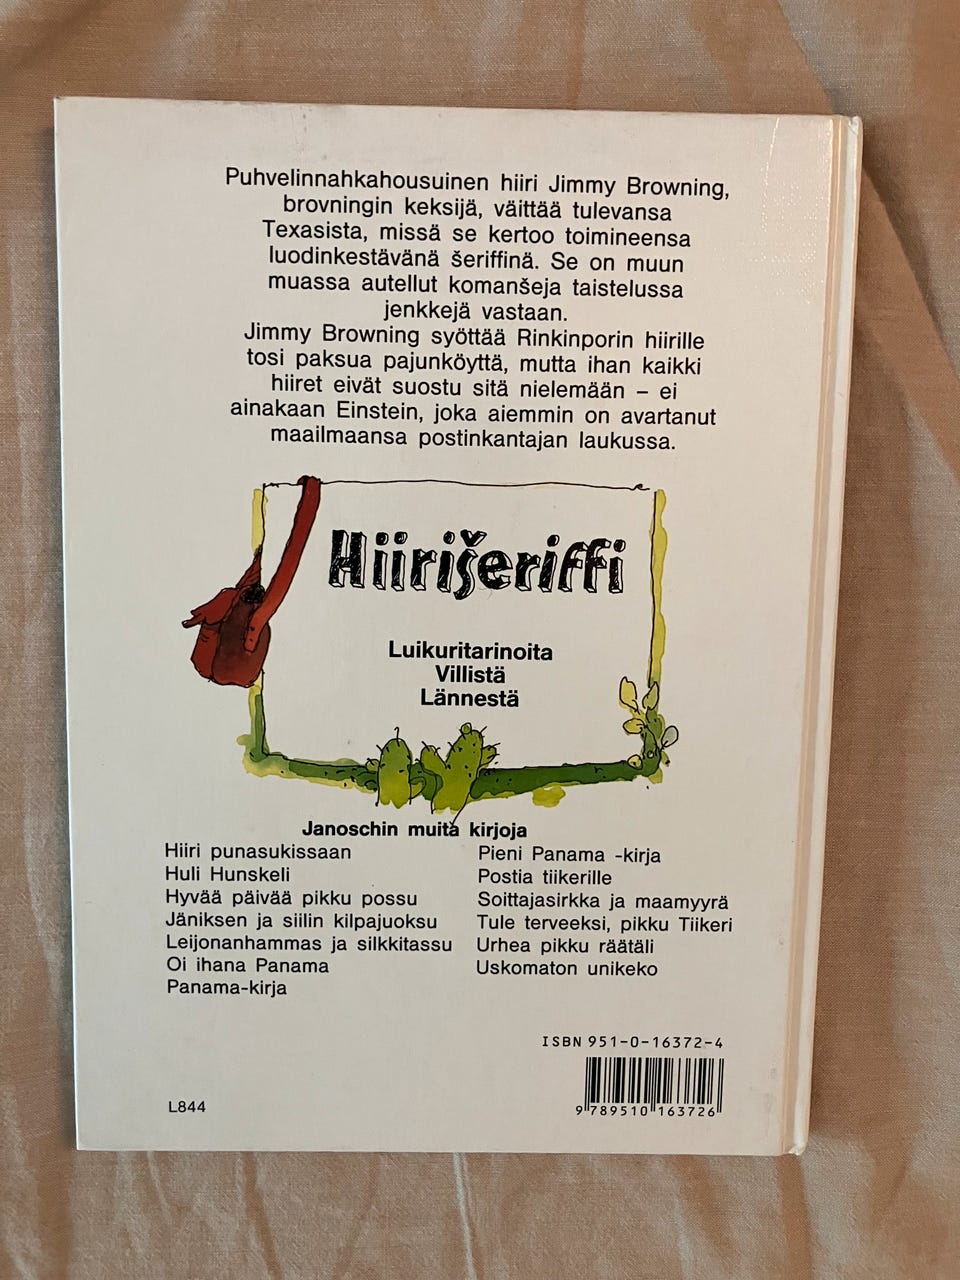 Puhvelinnahkahousuinen hiiri Jimmy Browning,
brovningin keksijä, väittää tulevansa
Texasista, missä se kertoo toimineensa
luodinkestävänä šeriffinä. Se on muun
muassa autellut komanšeja taistelussa
jenkkejä vastaan.
Jimmy Browning syöttää Rinkinporin hiirille
tosi paksua pajunköyttä, mutta ihan kaikki
hiiret eivät suostu sitä nielemään – ei
ainakaan Einstein, joka aiemmin on avartanut
maailmaansa postinkantajan laukussa.
Hiirišeriffi
Luikuritarinoita
Villistä
Lännestä
Janoschin muita kirjoja
Hiiri punasukissaan
Huli Hunskeli
Hyvää päivää pikku possu
Jäniksen ja siilin kilpajuoksu
Leijonanhammas ja silkkitassu
Oi ihana Panama
Panama-kirja
Pieni Panama -kirja
Postia tiikerille
Soittajasirkka ja maamyyrä
Tule terveeksi, pikku Tiikeri
Urhea pikku räätäli
Uskomaton unikeko
ISBN 951-0-16372-4
9 789510 163726
L844